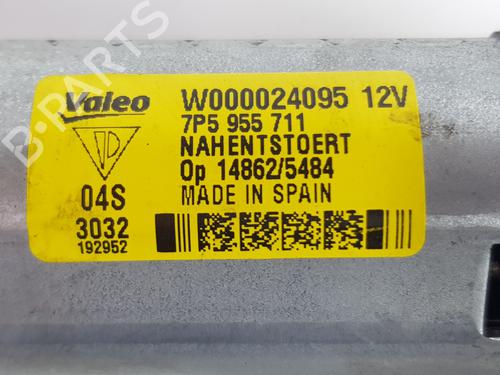 Valeo
W000024095 12V
7P5 955 711
NAHENTSTOERT
Op 14862/5484
MADE IN SPAIN
04S
3032
192952
B-PARTS